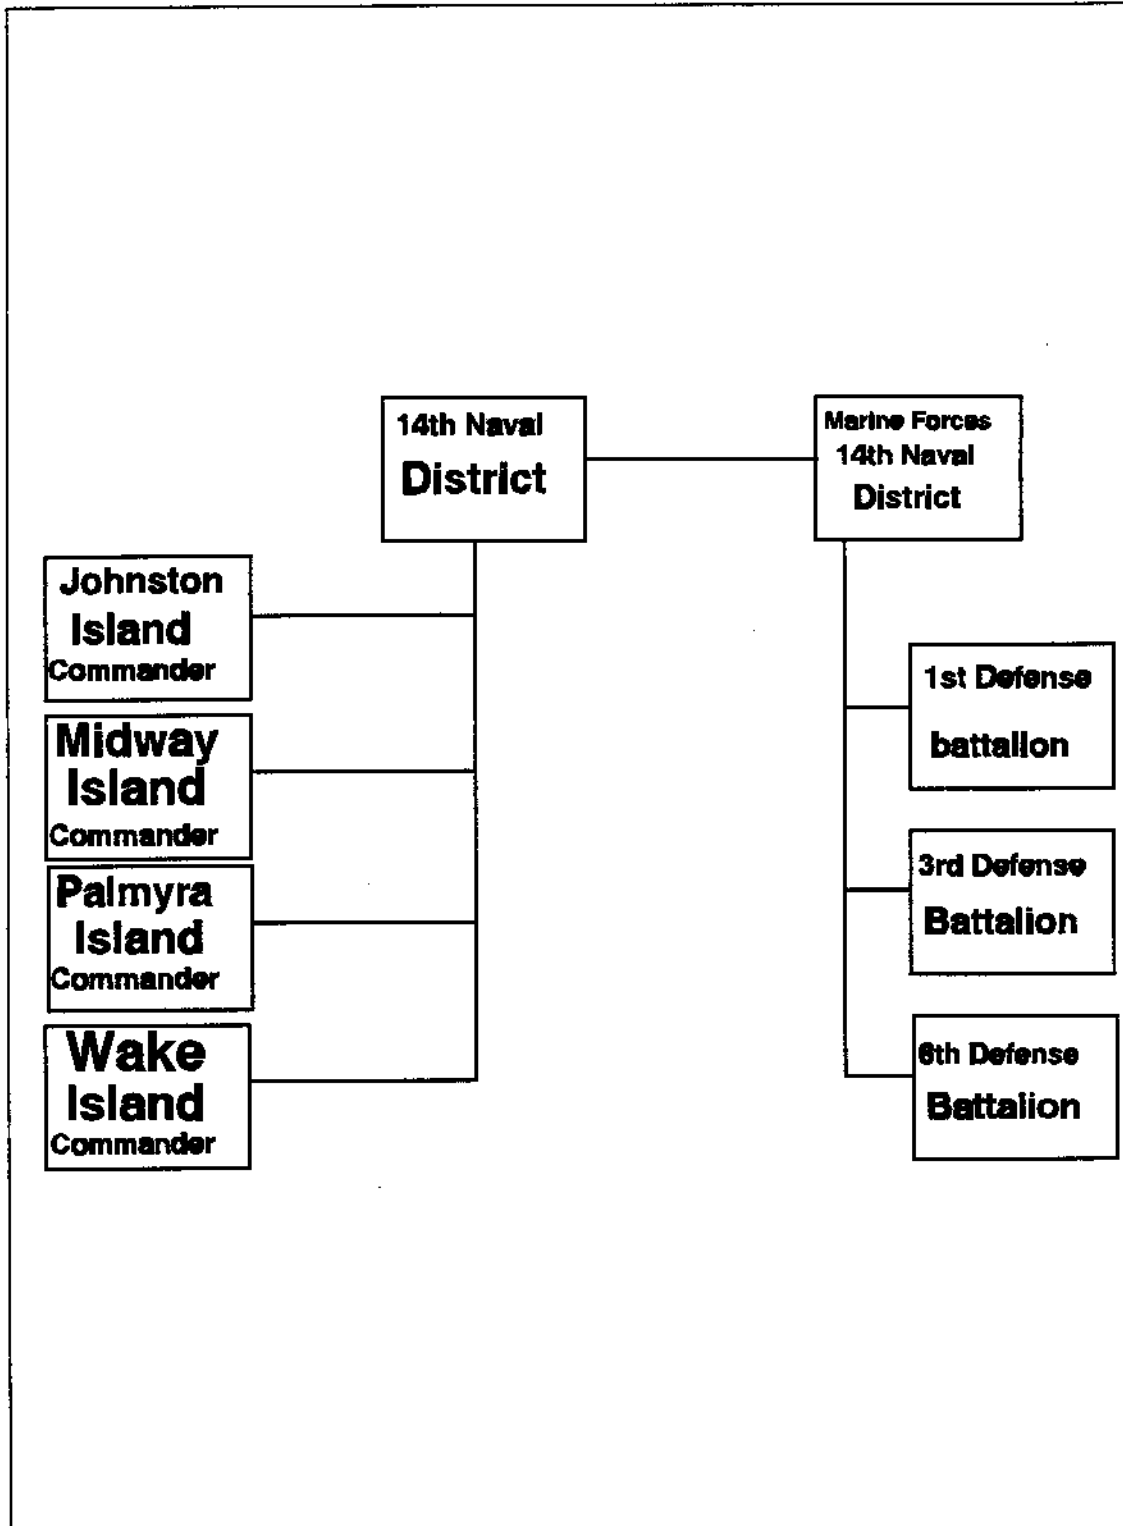 14th Naval
District
Marine Forces
14th Naval
District
Johnston
Island
Commander
Midway
Island
Commander
Palmyra
Island
Commander
Wake
Island
Commander
1st Defense
battalion
3rd Defense
Battalion
6th Defense
Battalion